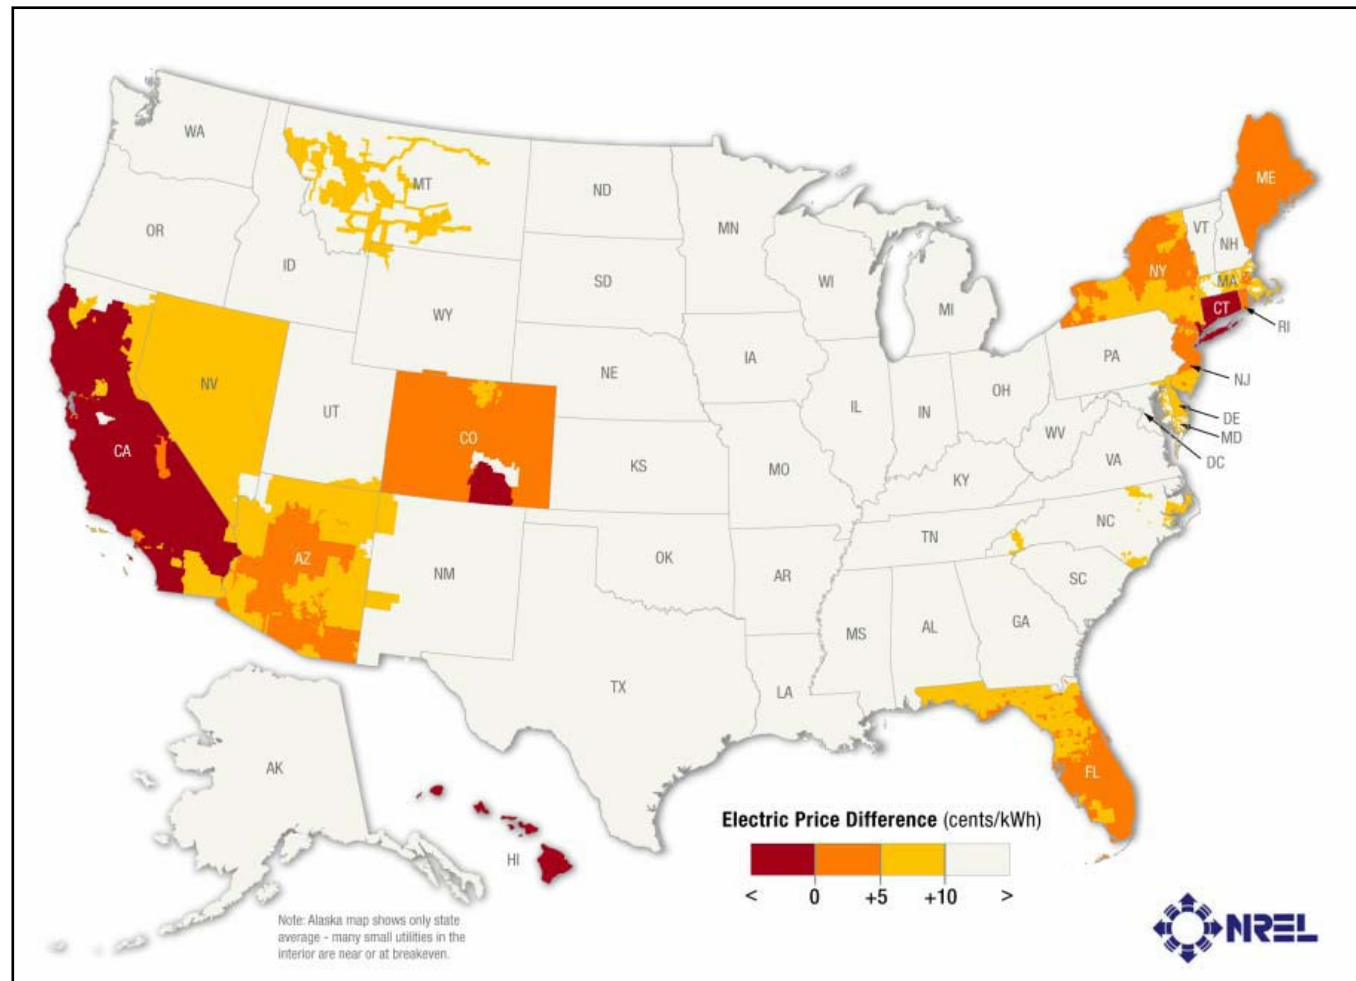 WA
MT
ND
OR
ID
MN
WI
SD
WY
MI
ME
VT
NH
NY
MA
CT
RI
IA
NE
PA
NJ
NV
UT
CO
IL
IN
OH
DE
MD
DC
CA
KS
MO
WV
VA
KY
AZ
NM
OK
AR
TN
NC
SC
MS
AL
GA
TX
LA
AK
FL
HI
Electric Price Difference (cents/kWh)
< 0 +5 +10 >
Note: Alaska map shows only state
average - many small utilities in the
interior are near or at breakeven.
NREL